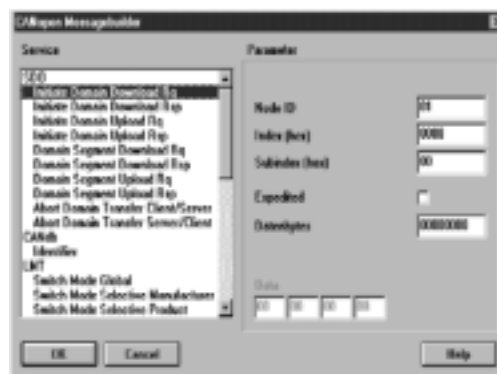 CANopen Messagebuilder
Service
SDO
Initiate Domain Download Rq
Initiate Domain Download Rsp
Initiate Domain Upload Rq
Initiate Domain Upload Rsp
Domain Segment Download Rq
Domain Segment Download Rsp
Domain Segment Upload Rq
Domain Segment Upload Rsp
Abort Domain Transfer Client/Server
Abort Domain Transfer Server/Client
CANdb
Identifier
LMT
Switch Mode Global
Switch Mode Selective Manufacturer
Switch Mode Selective Product
Parameter
Node ID 01
Index (hex) 0000
Subindex (hex) 00
Expedited
Datenbytes 00000000
Data
00 00 00 00
OK Cancel Help